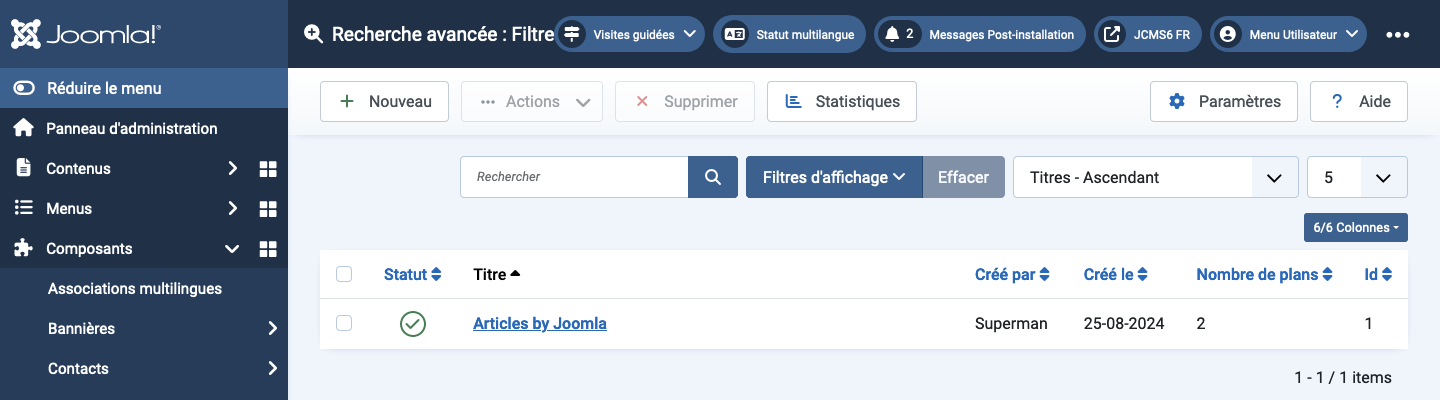 Joomla!®
Recherche avancée : Filtre
Visites guidées
Statut multilangue
2 Messages Post-installation
JCMS6 FR
Menu Utilisateur
Réduire le menu
Panneau d'administration
Contenus
Menus
Composants
Associations multilingues
Bannières
Contacts
Nouveau
Actions
Supprimer
Statistiques
Paramètres
? Aide
Rechercher
Filtres d'affichage
Effacer
Titres - Ascendant
5
6/6 Colonnes
Statut Titre Créé par Créé le Nombre de plans Id
Articles by Joomla Superman 25-08-2024 2 1
1 - 1 / 1 items